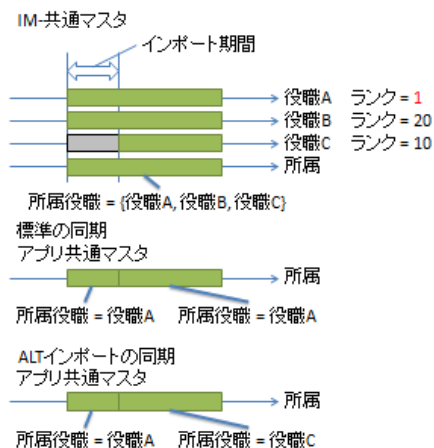 IM-共通マスタ
インポート期間
役職A ランク = 1
役職B ランク = 20
役職C ランク = 10
所属
所属役職 = {役職A, 役職B, 役職C}
標準の同期
アプリ共通マスタ
所属
所属役職 = 役職A 所属役職 = 役職A
ALTインポートの同期
アプリ共通マスタ
所属
所属役職 = 役職A 所属役職 = 役職C